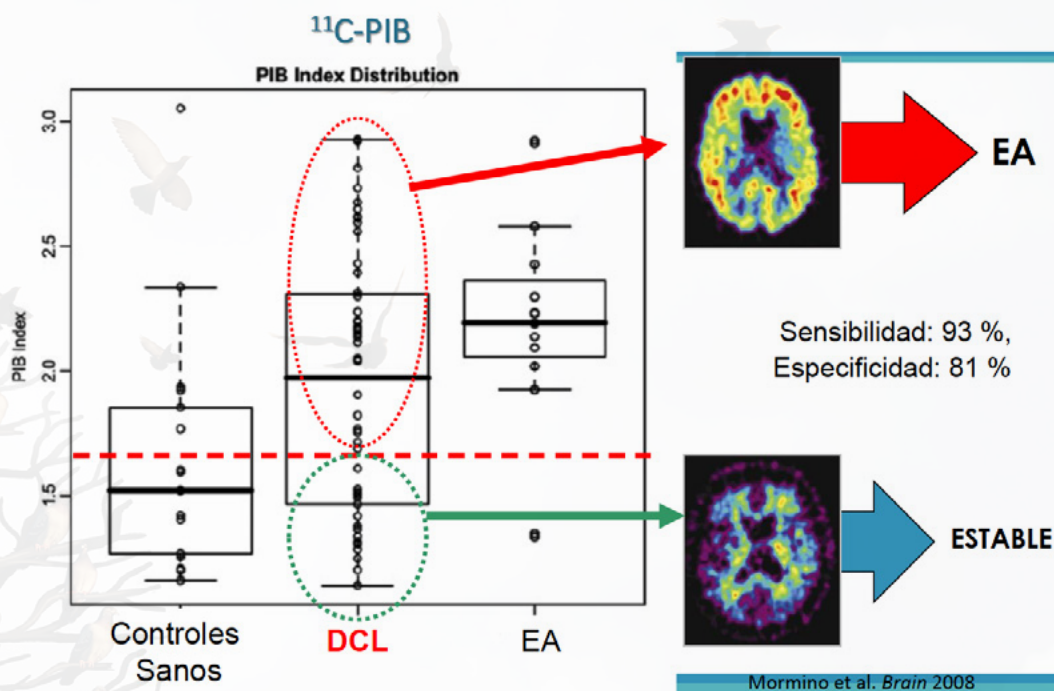 ¹¹C-PIB
PIB Index Distribution
3.0
2.5
2.0
1.5
PIB Index
Controles
Sanos
DCL
EA
EA
Sensibilidad: 93 %,
Especificidad: 81 %
ESTABLE
Mormino et al. Brain 2008